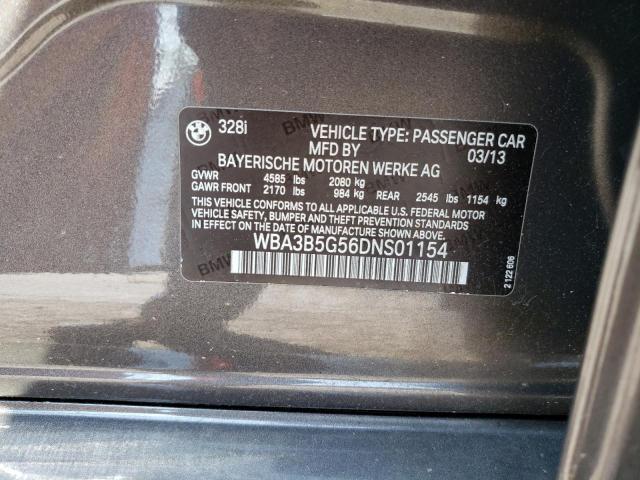 BMW 328i VEHICLE TYPE: PASSENGER CAR
MFD BY 03/13
BAYERISCHE MOTOREN WERKE AG
GVWR 4585 lbs 2080 kg
GAWR FRONT 2170 lbs 984 kg REAR 2545 lbs 1154 kg
THIS VEHICLE CONFORMS TO ALL APPLICABLE U.S. FEDERAL MOTOR
VEHICLE SAFETY, BUMPER AND THEFT PREVENTION STANDARDS
IN EFFECT ON THE DATE OF MANUFACTURE SHOWN ABOVE.
WBA3B5G56DNS01154
2 122 606